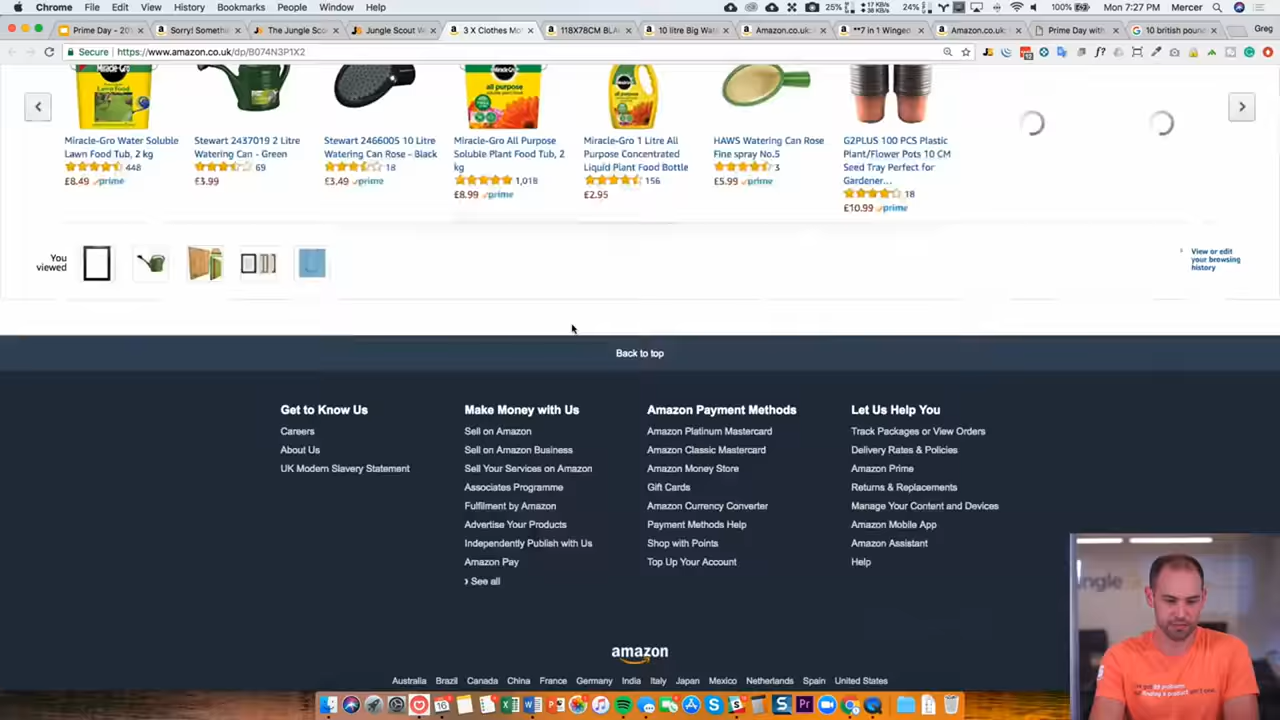 Chrome File Edit View History Bookmarks People Window Help 25% 17 KB/s 38 KB/s 24% 100% Mon 7:27 PM Mercer
Prime Day - 20 Sorry! Somethi The Jungle Sco Jungle Scout W 3 X Clothes Mo 118X78CM BLA 10 litre Big Wat Amazon.co.uk: **7 in 1 Winged Amazon.co.uk: Prime Day with 10 british pound Greg
Secure https://www.amazon.co.uk/dp/B074N3P1X2
Miracle-Gro Water Soluble
Lawn Food Tub, 2 kg
448
£8.49 prime
Stewart 2437019 2 Litre
Watering Can - Green
69
£3.99
Stewart 2466005 10 Litre
Watering Can Rose - Black
18
£3.49 prime
Miracle-Gro All Purpose
Soluble Plant Food Tub, 2
kg
1,018
£8.99 prime
Miracle-Gro 1 Litre All
Purpose Concentrated
Liquid Plant Food Bottle
156
£2.95
HAWS Watering Can Rose
Fine spray No.5
3
£5.99 prime
G2PLUS 100 PCS Plastic
Plant/Flower Pots 10 CM
Seed Tray Perfect for
Gardener...
18
£10.99 prime
You
viewed
View or edit
your browsing
history
Back to top
Get to Know Us
Careers
About Us
UK Modern Slavery Statement
Make Money with Us
Sell on Amazon
Sell on Amazon Business
Sell Your Services on Amazon
Associates Programme
Fulfilment by Amazon
Advertise Your Products
Independently Publish with Us
Amazon Pay
› See all
Amazon Payment Methods
Amazon Platinum Mastercard
Amazon Classic Mastercard
Amazon Money Store
Gift Cards
Amazon Currency Converter
Payment Methods Help
Shop with Points
Top Up Your Account
Let Us Help You
Track Packages or View Orders
Delivery Rates & Policies
Amazon Prime
Returns & Replacements
Manage Your Content and Devices
Amazon Mobile App
Amazon Assistant
Help
amazon
Australia Brazil Canada China France Germany India Italy Japan Mexico Netherlands Spain United States